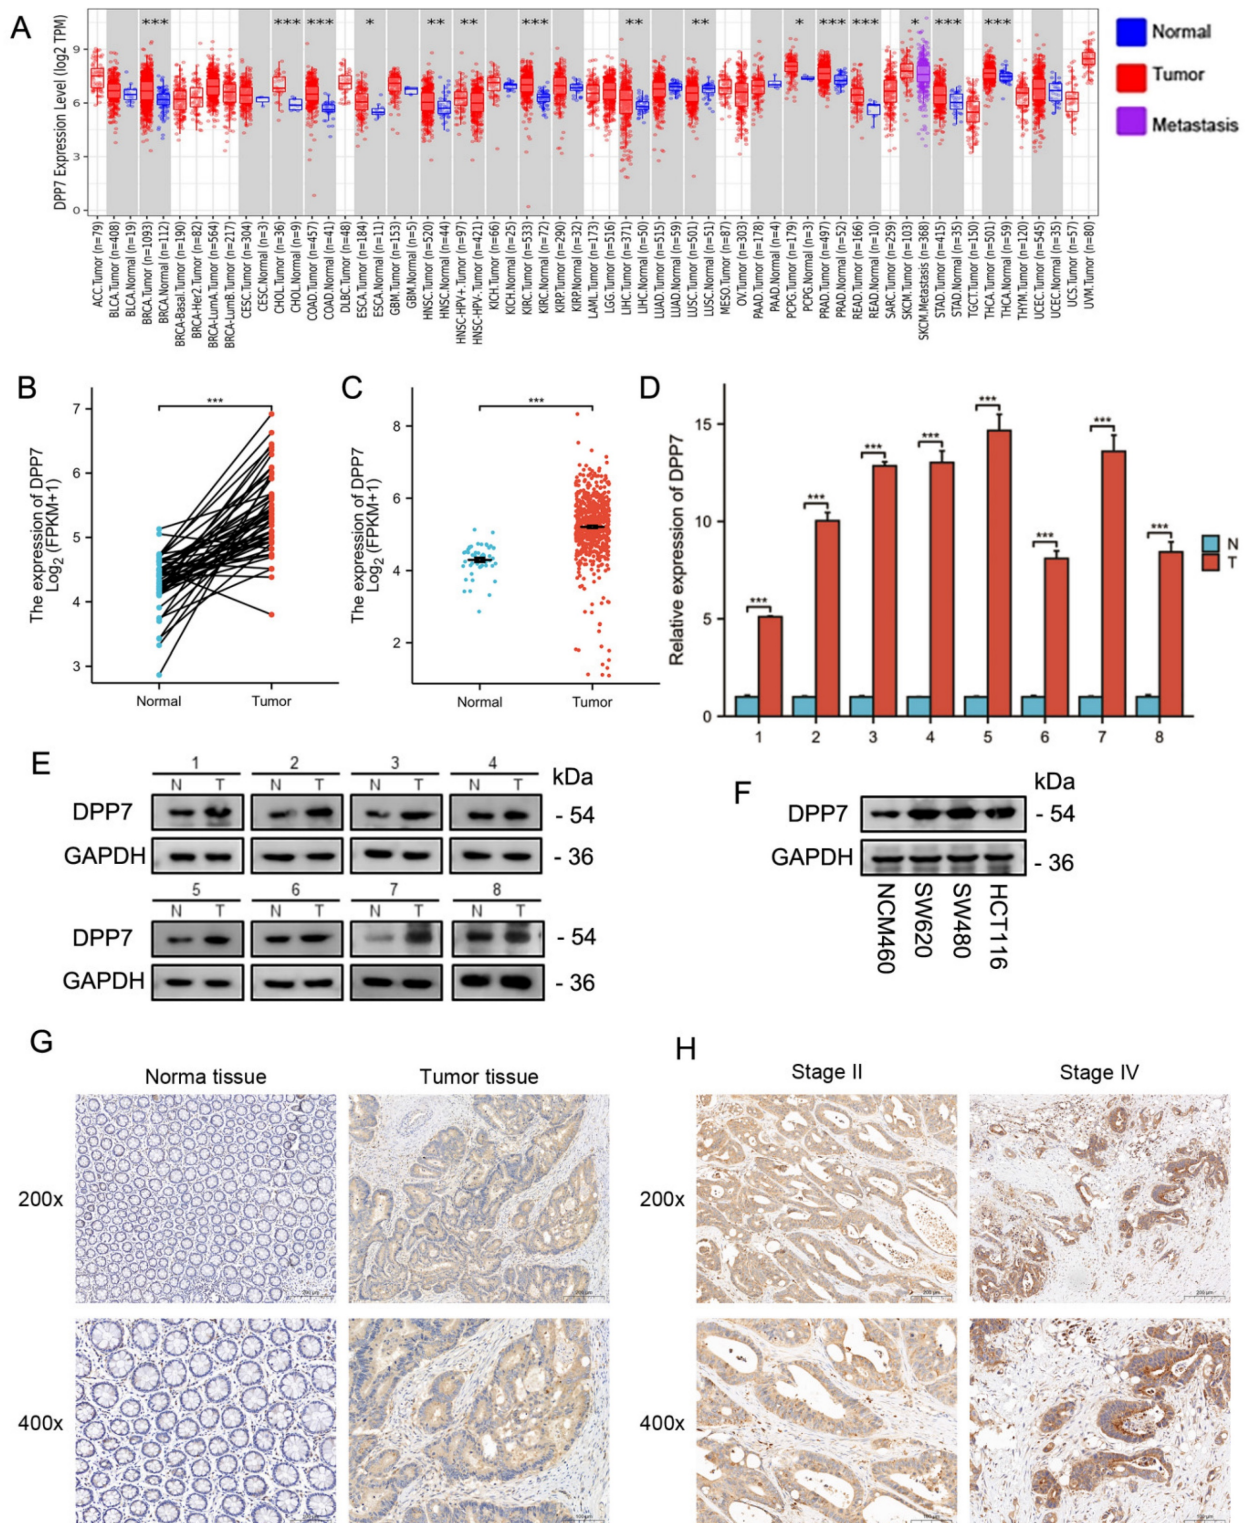 A
DPP7 Expression Level (log2 TPM)
9
6
3
0
*** *** *** * ** ** *** ** ** * *** *** * *** ***
Normal
Tumor
Metastasis
ACC.Tumor (n=79)
BLCA.Tumor (n=408)
BLCA.Normal (n=19)
BRCA.Tumor (n=1093)
BRCA.Normal (n=112)
BRCA-Basal.Tumor (n=190)
BRCA-Her2.Tumor (n=82)
BRCA-LumA.Tumor (n=564)
BRCA-LumB.Tumor (n=217)
CESC.Tumor (n=304)
CESC.Normal (n=3)
CHOL.Tumor (n=36)
CHOL.Normal (n=9)
COAD.Tumor (n=457)
COAD.Normal (n=41)
DLBC.Tumor (n=48)
ESCA.Tumor (n=184)
ESCA.Normal (n=11)
GBM.Tumor (n=153)
GBM.Normal (n=5)
HNSC.Tumor (n=520)
HNSC.Normal (n=44)
HNSC-HPV+.Tumor (n=97)
HNSC-HPV-.Tumor (n=421)
KICH.Tumor (n=66)
KICH.Normal (n=25)
KIRC.Tumor (n=533)
KIRC.Normal (n=72)
KIRP.Tumor (n=290)
KIRP.Normal (n=32)
LAML.Tumor (n=173)
LGG.Tumor (n=516)
LIHC.Tumor (n=371)
LIHC.Normal (n=50)
LUAD.Tumor (n=515)
LUAD.Normal (n=59)
LUSC.Tumor (n=501)
LUSC.Normal (n=51)
MESO.Tumor (n=87)
OV.Tumor (n=303)
PAAD.Tumor (n=178)
PAAD.Normal (n=4)
PCPG.Tumor (n=179)
PCPG.Normal (n=3)
PRAD.Tumor (n=497)
PRAD.Normal (n=52)
READ.Tumor (n=166)
READ.Normal (n=10)
SARC.Tumor (n=259)
SKCM.Tumor (n=103)
SKCM.Metastasis (n=368)
STAD.Tumor (n=415)
STAD.Normal (n=35)
TGCT.Tumor (n=150)
THCA.Tumor (n=501)
THCA.Normal (n=59)
THYM.Tumor (n=120)
UCEC.Tumor (n=545)
UCEC.Normal (n=35)
UCS.Tumor (n=57)
UVM.Tumor (n=80)
B
The expression of DPP7
Log2 (FPKM+1)
7
6
5
4
3
***
Normal Tumor
C
The expression of DPP7
Log2 (FPKM+1)
8
6
4
2
***
Normal Tumor
D
Relative expression of DPP7
15
10
5
0
*** *** *** *** *** *** *** ***
1 2 3 4 5 6 7 8
N
T
E
1 2 3 4 kDa
N T N T N T N T
DPP7 - 54
GAPDH - 36
5 6 7 8
N T N T N T N T
DPP7 - 54
GAPDH - 36
F
kDa
DPP7 - 54
GAPDH - 36
NCM460
SW620
SW480
HCT116
G
Norma tissue Tumor tissue
200x
400x
H
Stage II Stage IV
200x
400x